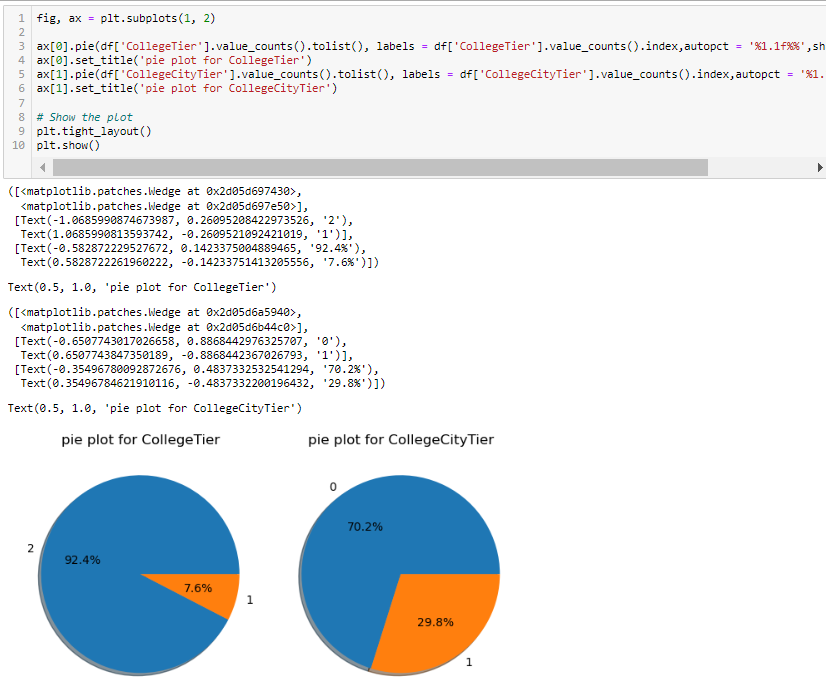 1 fig, ax = plt.subplots(1, 2)
2
3 ax[0].pie(df['CollegeTier'].value_counts().tolist(), labels = df['CollegeTier'].value_counts().index,autopct = '%1.1f%%',sh
4 ax[0].set_title('pie plot for CollegeTier')
5 ax[1].pie(df['CollegeCityTier'].value_counts().tolist(), labels = df['CollegeCityTier'].value_counts().index,autopct = '%1.
6 ax[1].set_title('pie plot for CollegeCityTier')
7
8 # Show the plot
9 plt.tight_layout()
10 plt.show()
([<matplotlib.patches.Wedge at 0x2d05d697430>,
<matplotlib.patches.Wedge at 0x2d05d697e50>],
[Text(-1.0685990874673987, 0.26095208422973526, '2'),
Text(1.0685990813593742, -0.2609521092421019, '1')],
[Text(-0.582872229527672, 0.1423375004889465, '92.4%'),
Text(0.5828722261960222, -0.14233751413205556, '7.6%')])
Text(0.5, 1.0, 'pie plot for CollegeTier')
([<matplotlib.patches.Wedge at 0x2d05d6a5940>,
<matplotlib.patches.Wedge at 0x2d05d6b44c0>],
[Text(-0.6507743017026658, 0.8868442976325707, '0'),
Text(0.6507743847350189, -0.8868442367026793, '1')],
[Text(-0.35496780092872676, 0.4837332532541294, '70.2%'),
Text(0.35496784621910116, -0.4837332200196432, '29.8%')])
Text(0.5, 1.0, 'pie plot for CollegeCityTier')
pie plot for CollegeTier
2
92.4%
7.6%
1
pie plot for CollegeCityTier
0
70.2%
29.8%
1